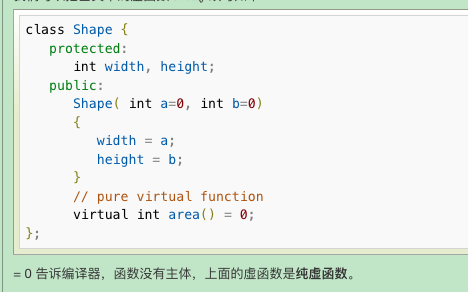 class Shape {
   protected:
      int width, height;
   public:
      Shape( int a=0, int b=0)
      {
         width = a;
         height = b;
      }
      // pure virtual function
      virtual int area() = 0;
};
= 0 告诉编译器，函数没有主体，上面的虚函数是纯虚函数。